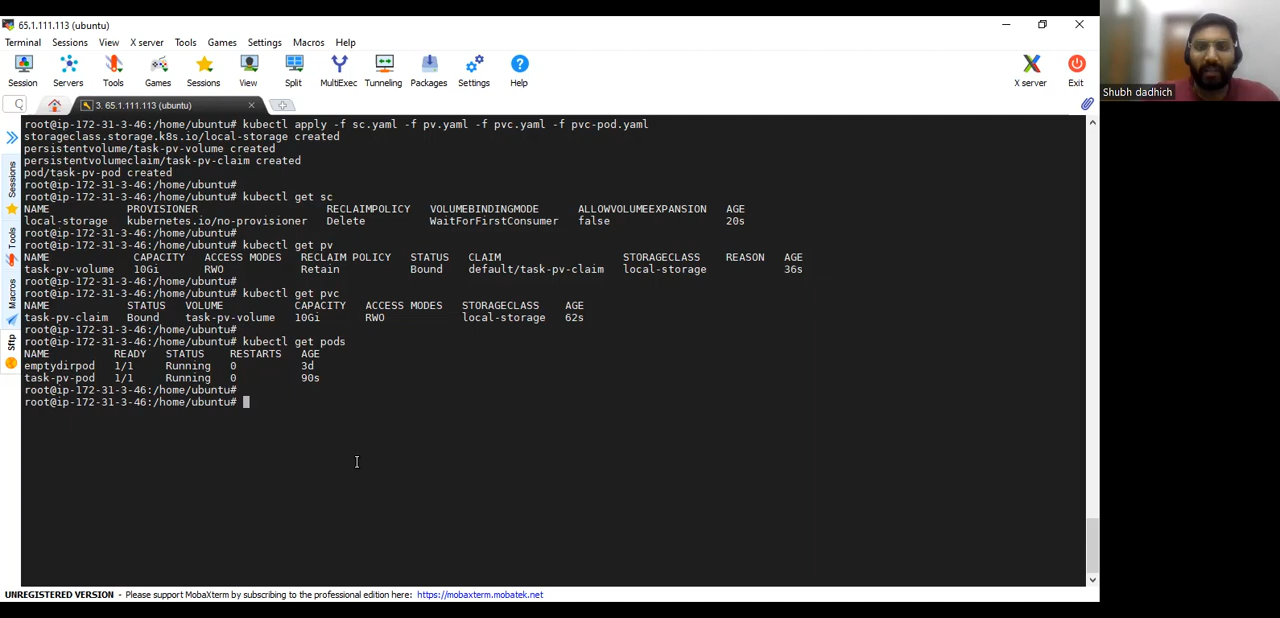 65.1.111.113 (ubuntu)
Terminal Sessions View X server Tools Games Settings Macros Help
Session Servers Tools Games Sessions View Split MultiExec Tunneling Packages Settings Help X server Exit
3. 65.1.111.113 (ubuntu)
Shubh dadhich
Sessions
Tools
Macros
Sftp
root@ip-172-31-3-46:/home/ubuntu# kubectl apply -f sc.yaml -f pv.yaml -f pvc.yaml -f pvc-pod.yaml
storageclass.storage.k8s.io/local-storage created
persistentvolume/task-pv-volume created
persistentvolumeclaim/task-pv-claim created
pod/task-pv-pod created
root@ip-172-31-3-46:/home/ubuntu#
root@ip-172-31-3-46:/home/ubuntu# kubectl get sc
NAME PROVISIONER RECLAIMPOLICY VOLUMEBINDINGMODE ALLOWVOLUMEEXPANSION AGE
local-storage kubernetes.io/no-provisioner Delete WaitForFirstConsumer false 20s
root@ip-172-31-3-46:/home/ubuntu#
root@ip-172-31-3-46:/home/ubuntu# kubectl get pv
NAME CAPACITY ACCESS MODES RECLAIM POLICY STATUS CLAIM STORAGECLASS REASON AGE
task-pv-volume 10Gi RWO Retain Bound default/task-pv-claim local-storage 36s
root@ip-172-31-3-46:/home/ubuntu#
root@ip-172-31-3-46:/home/ubuntu# kubectl get pvc
NAME STATUS VOLUME CAPACITY ACCESS MODES STORAGECLASS AGE
task-pv-claim Bound task-pv-volume 10Gi RWO local-storage 62s
root@ip-172-31-3-46:/home/ubuntu#
root@ip-172-31-3-46:/home/ubuntu# kubectl get pods
NAME READY STATUS RESTARTS AGE
emptydirpod 1/1 Running 0 3d
task-pv-pod 1/1 Running 0 90s
root@ip-172-31-3-46:/home/ubuntu#
root@ip-172-31-3-46:/home/ubuntu#
UNREGISTERED VERSION - Please support MobaXterm by subscribing to the professional edition here: https://mobaxterm.mobatek.net